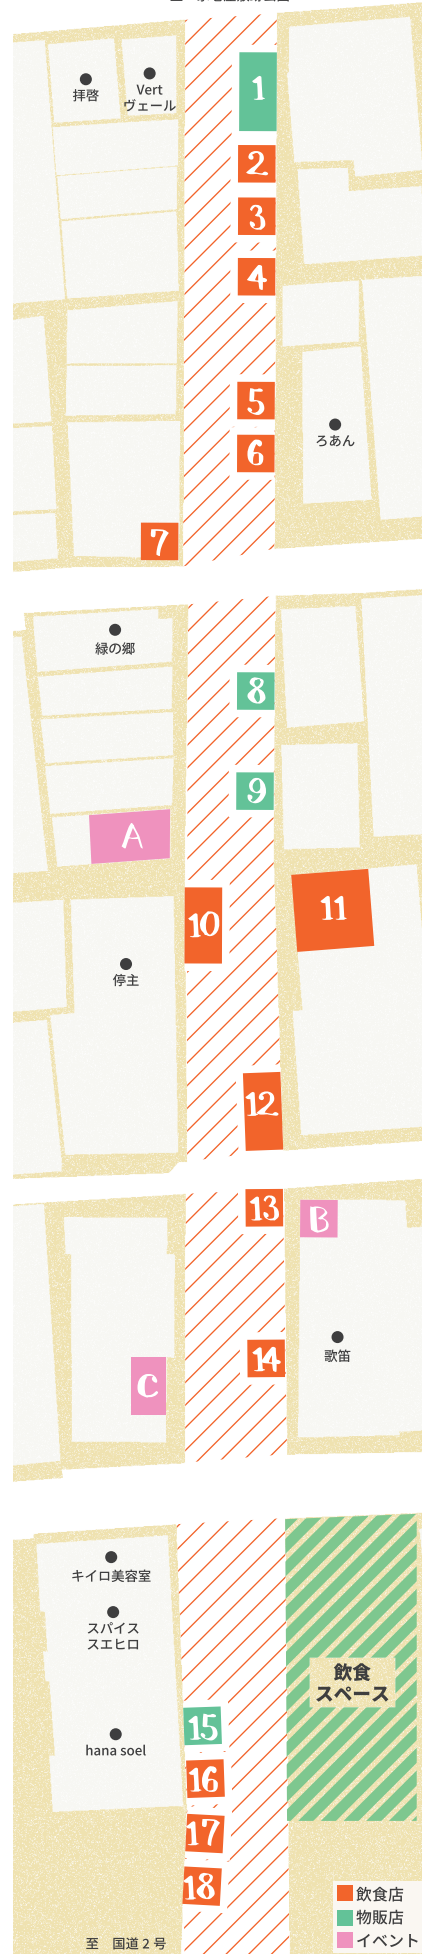 拝啓
Vert
ヴェール
1
2
3
4
5
ろあん
6
7
緑の郷
8
9
A
10
11
停主
12
13
B
歌笛
14
C
キイロ美容室
スパイス
スエヒロ
飲食
スペース
15
hana soel
16
17
18
飲食店
物販店
イベント
至 国道2号